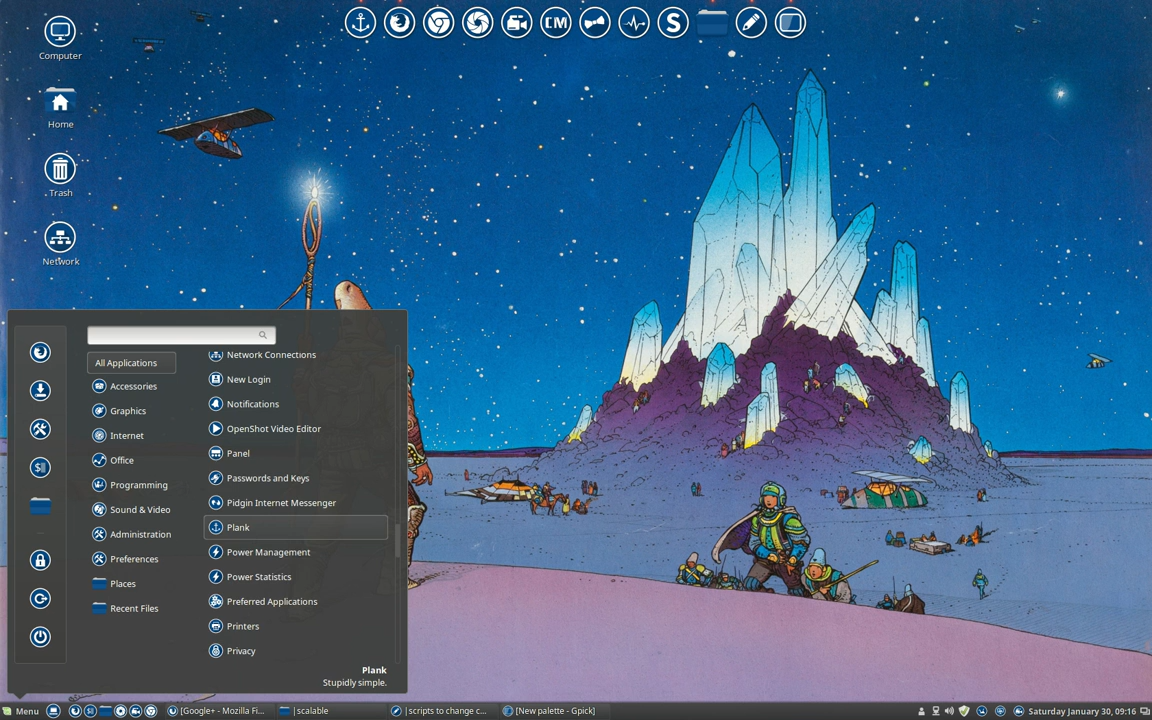 Computer
Home
Trash
Network
CM
S
All Applications
Accessories
Graphics
Internet
Office
Programming
Sound & Video
Administration
Preferences
Places
Recent Files
Network Connections
New Login
Notifications
OpenShot Video Editor
Panel
Passwords and Keys
Pidgin Internet Messenger
Plank
Power Management
Power Statistics
Preferred Applications
Printers
Privacy
Plank
Stupidly simple.
Menu
[Google+ - Mozilla Fi...
[scalable
[scripts to change c...
[New palette - Gpick]
Saturday January 30, 09:16